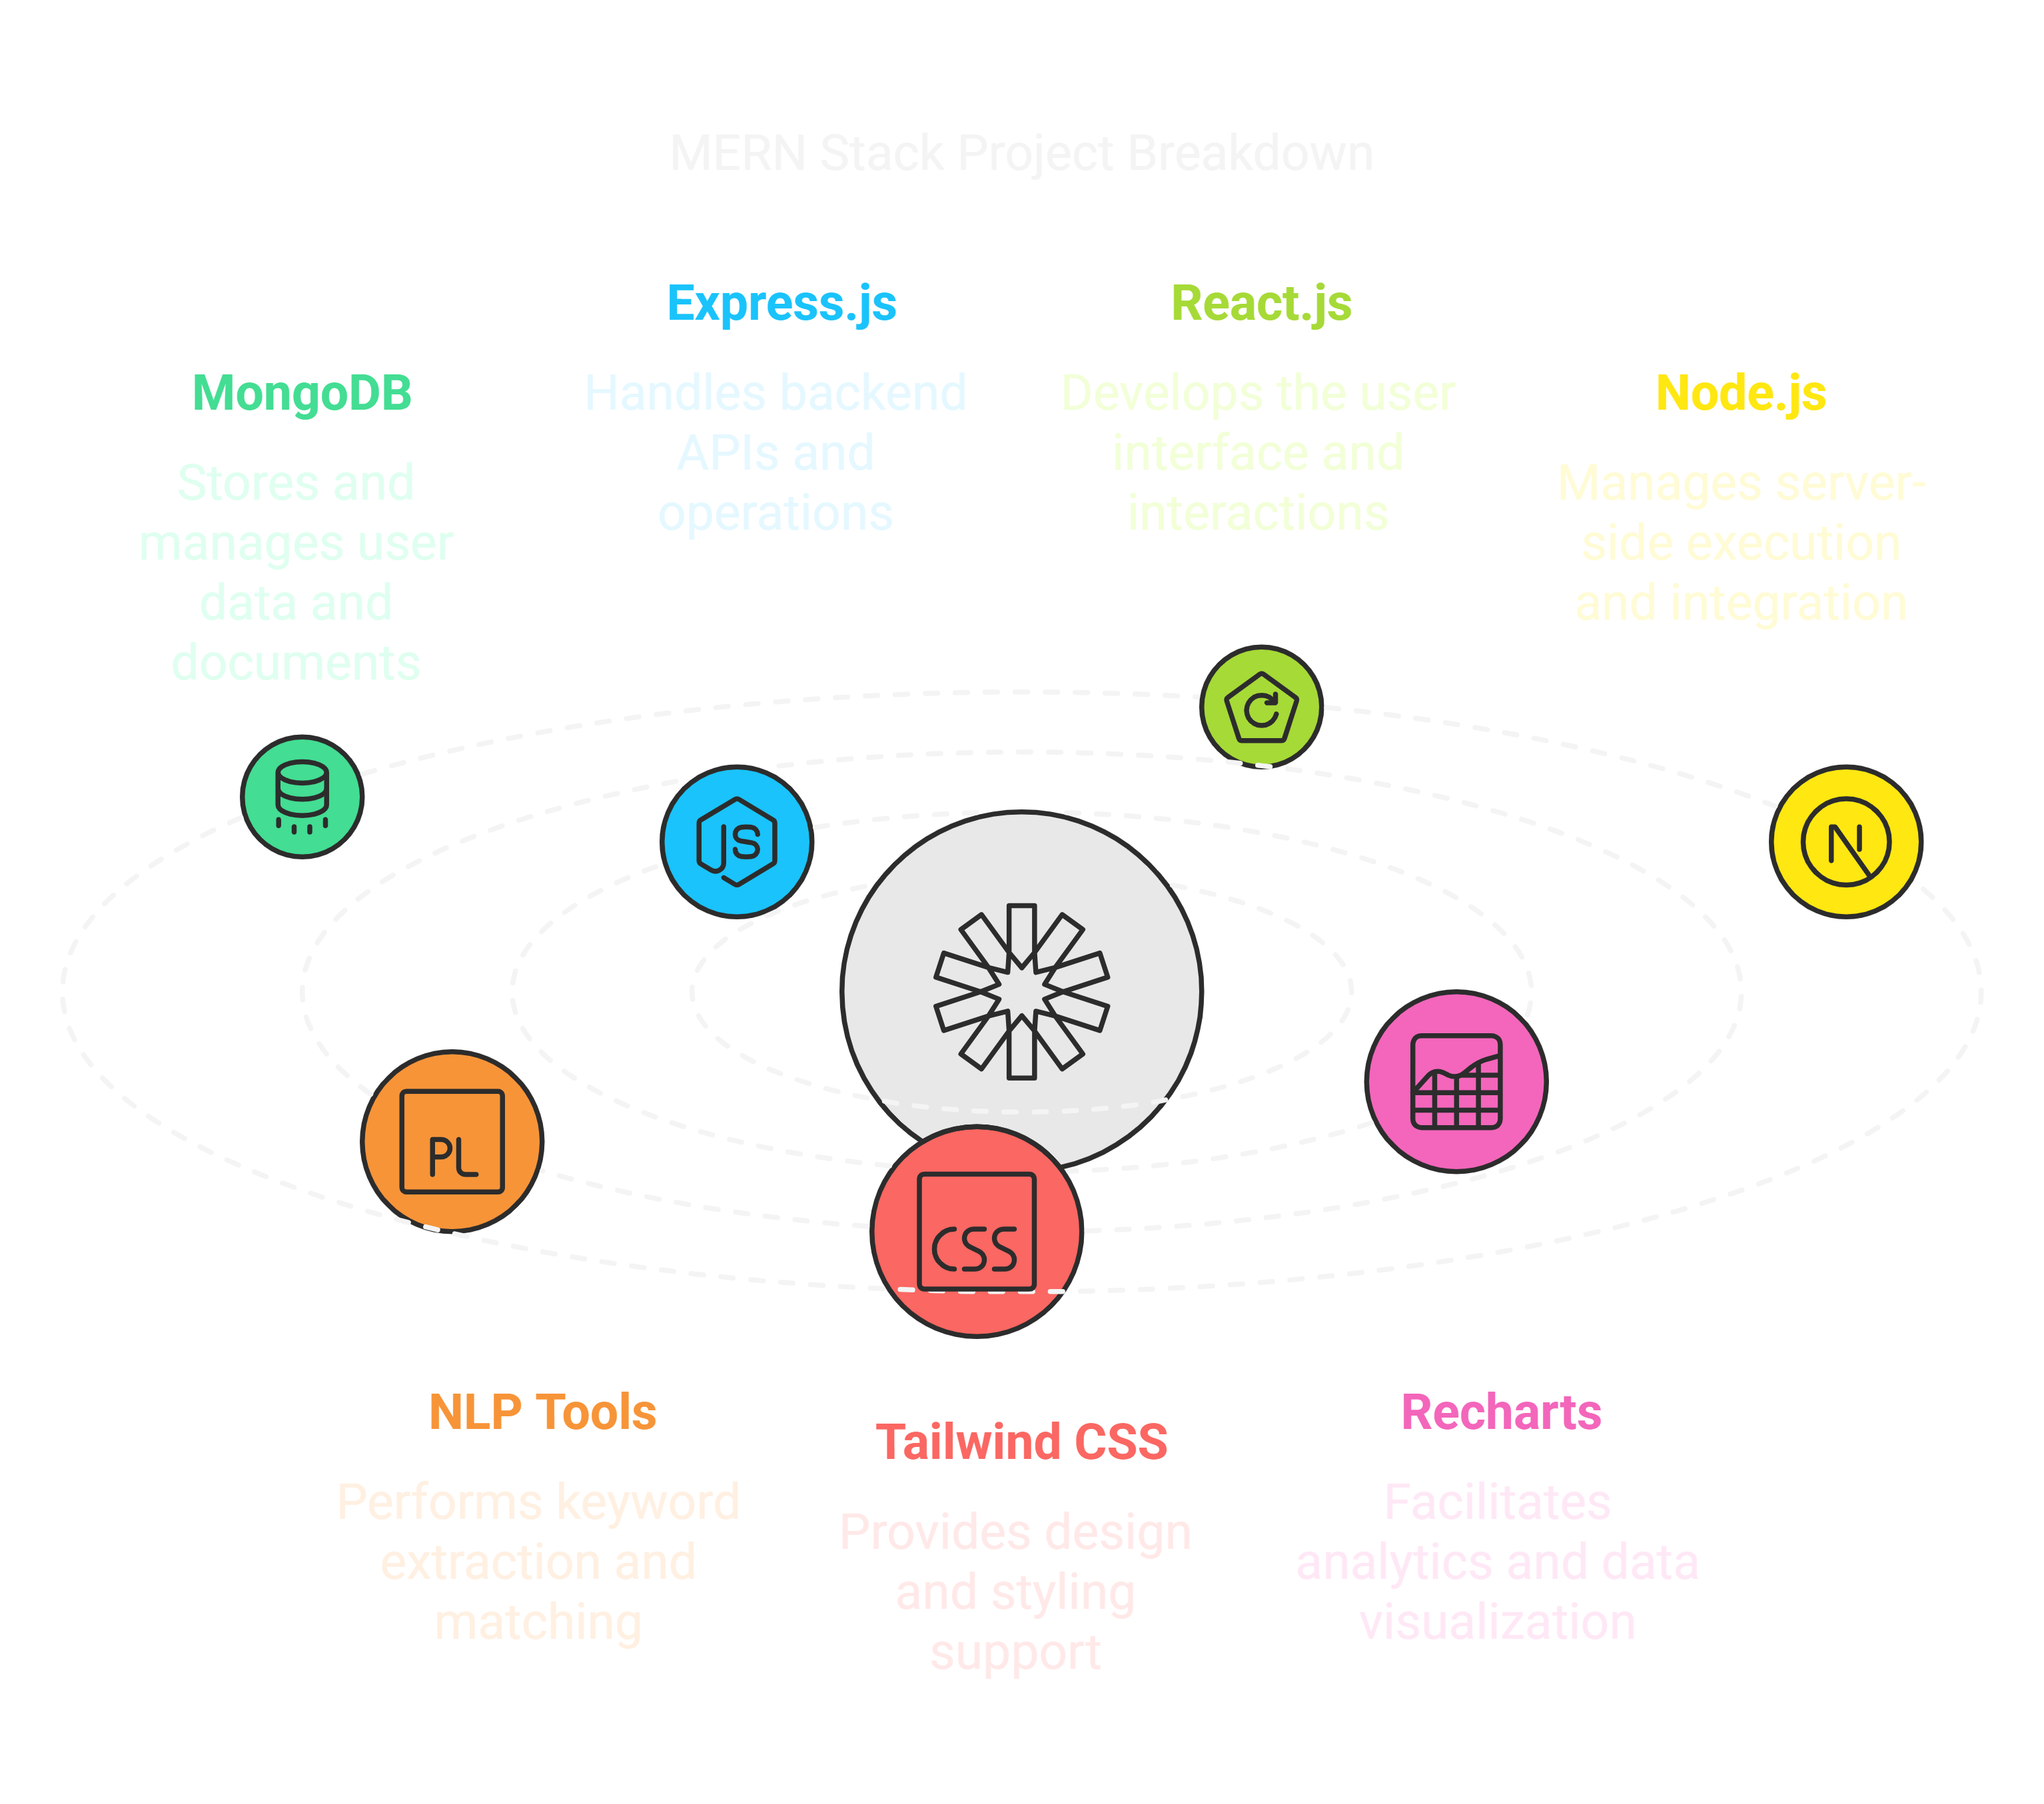 MERN Stack Project Breakdown
Express.js
Handles backend
APIs and
operations
React.js
Develops the user
interface and
interactions
MongoDB
Stores and
manages user
data and
documents
Node.js
Manages server-
side execution
and integration
JS
N
PL
CSS
NLP Tools
Performs keyword
extraction and
matching
Tailwind CSS
Provides design
and styling
support
Recharts
Facilitates
analytics and data
visualization